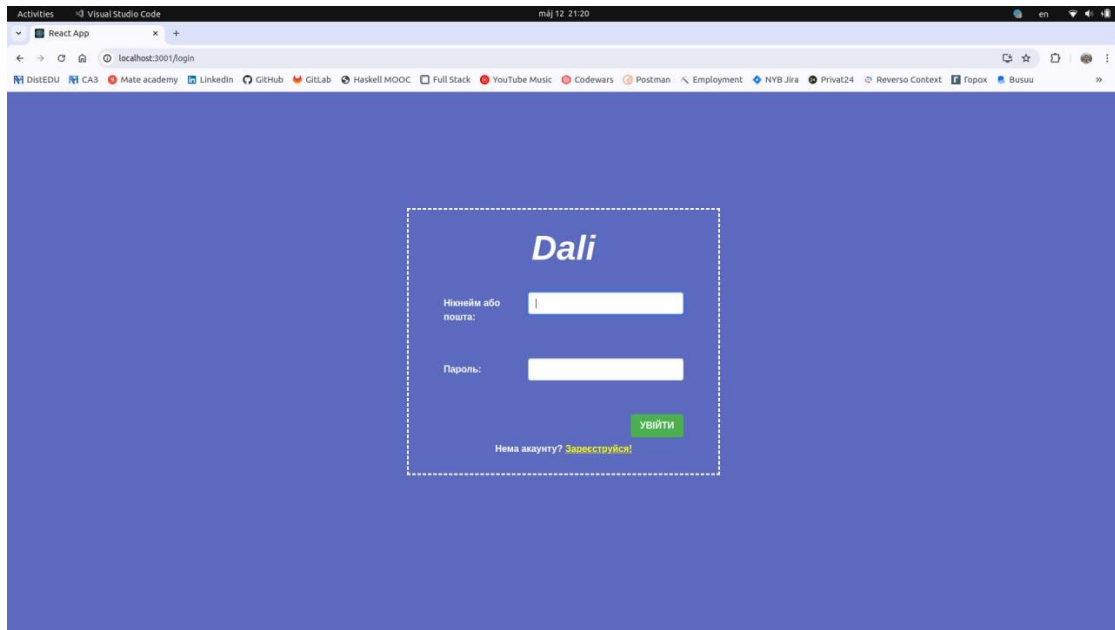 Activities Visual Studio Code máj 12 21:20 en
React App
localhost:3001/login
DistEDU CA3 Mate academy Linkedin GitHub GitLab Haskell MOOC Full Stack YouTube Music Codewars Postman Employment NYB Jira Privat24 Reverso Context Горох Busuu »
Dali
Нікнейм або
пошта:
Пароль:
УВІЙТИ
Нема акаунту? Зареєструйся!